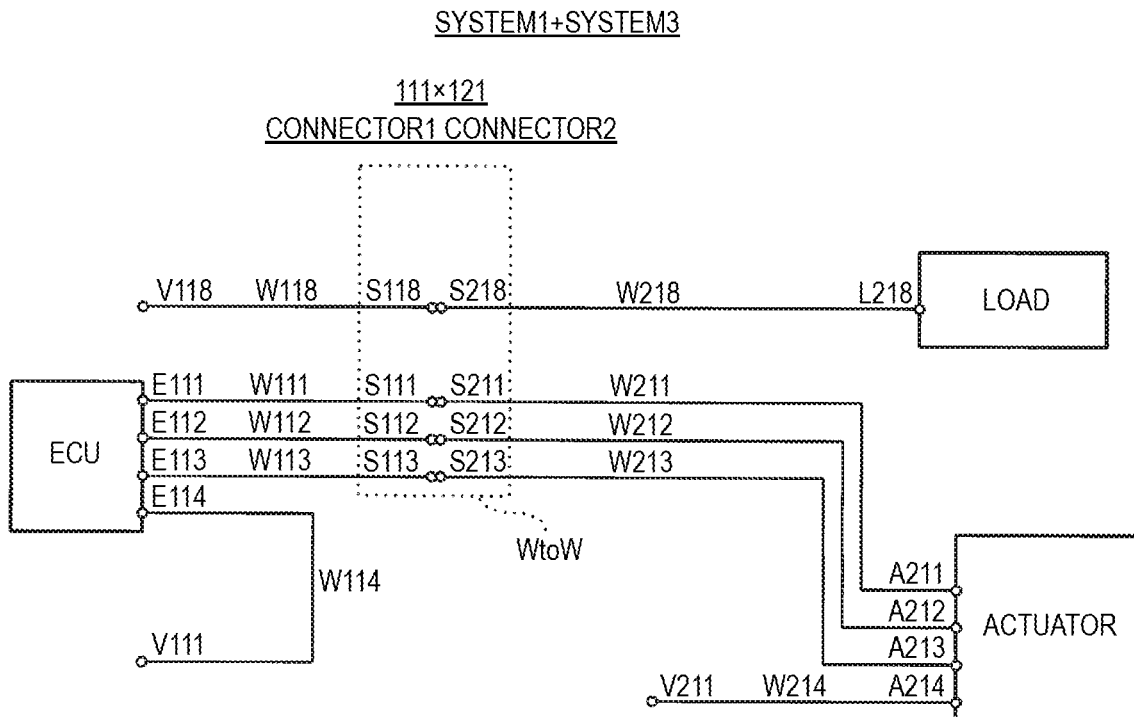 SYSTEM1+SYSTEM3
111×121
CONNECTOR1 CONNECTOR2
V118 W118 S118 S218 W218 L218 LOAD
E111 W111 S111 S211 W211
E112 W112 S112 S212 W212
ECU
E113 W113 S113 S213 W213
E114
WtoW
W114
A211
A212
ACTUATOR
V111
A213
V211 W214 A214